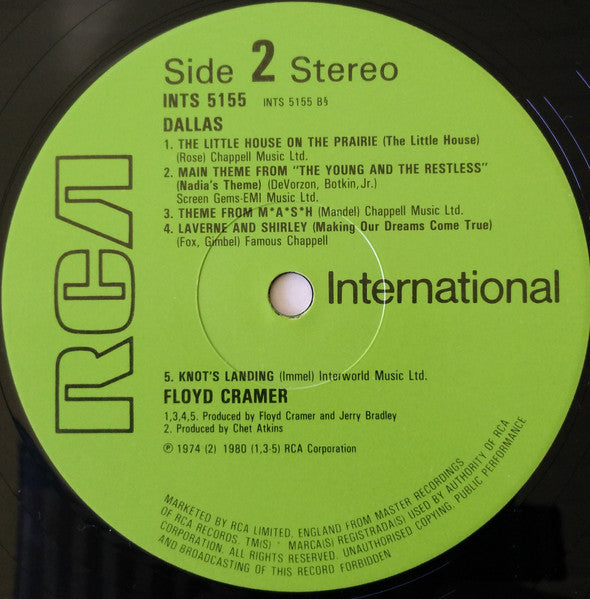 Side 2 Stereo
INTS 5155 INTS 5155 B§
DALLAS
1. THE LITTLE HOUSE ON THE PRAIRIE (The Little House)
(Rose) Chappell Music Ltd.
2. MAIN THEME FROM "THE YOUNG AND THE RESTLESS"
(Nadia's Theme) (DeVorzon, Botkin, Jr.)
Screen Gems-EMI Music Ltd.
3. THEME FROM M*A*S*H (Mandel) Chappell Music Ltd.
4. LAVERNE AND SHIRLEY (Making Our Dreams Come True)
(Fox, Gimbel) Famous Chappell
RCA
International
5. KNOT'S LANDING (Immel) Interworld Music Ltd.
FLOYD CRAMER
1,3,4,5. Produced by Floyd Cramer and Jerry Bradley
2. Produced by Chet Atkins
℗ 1974 (2) 1980 (1,3-5) RCA Corporation
MARKETED BY RCA LIMITED, ENGLAND FROM MASTER RECORDINGS
OF RCA RECORDS. TM(S) ® MARCA(S) REGISTRADA(S) USED BY AUTHORITY OF RCA
CORPORATION. ALL RIGHTS RESERVED. UNAUTHORISED COPYING, PUBLIC PERFORMANCE
AND BROADCASTING OF THIS RECORD FORBIDDEN